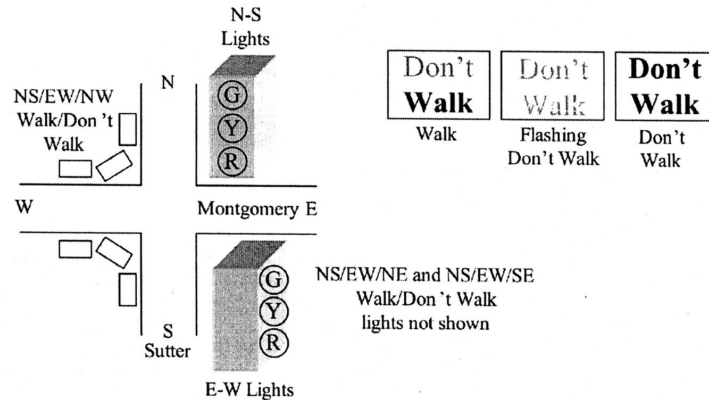 N-S
Lights
N
G
Y
R
NS/EW/NW
Walk/Don't
Walk
W
Montgomery E
S
Sutter
G
Y
R
E-W Lights
NS/EW/NE and NS/EW/SE
Walk/Don't Walk
lights not shown
Don't
Walk
Walk
Don't
Walk
Flashing
Don't Walk
Don't
Walk
Don't
Walk